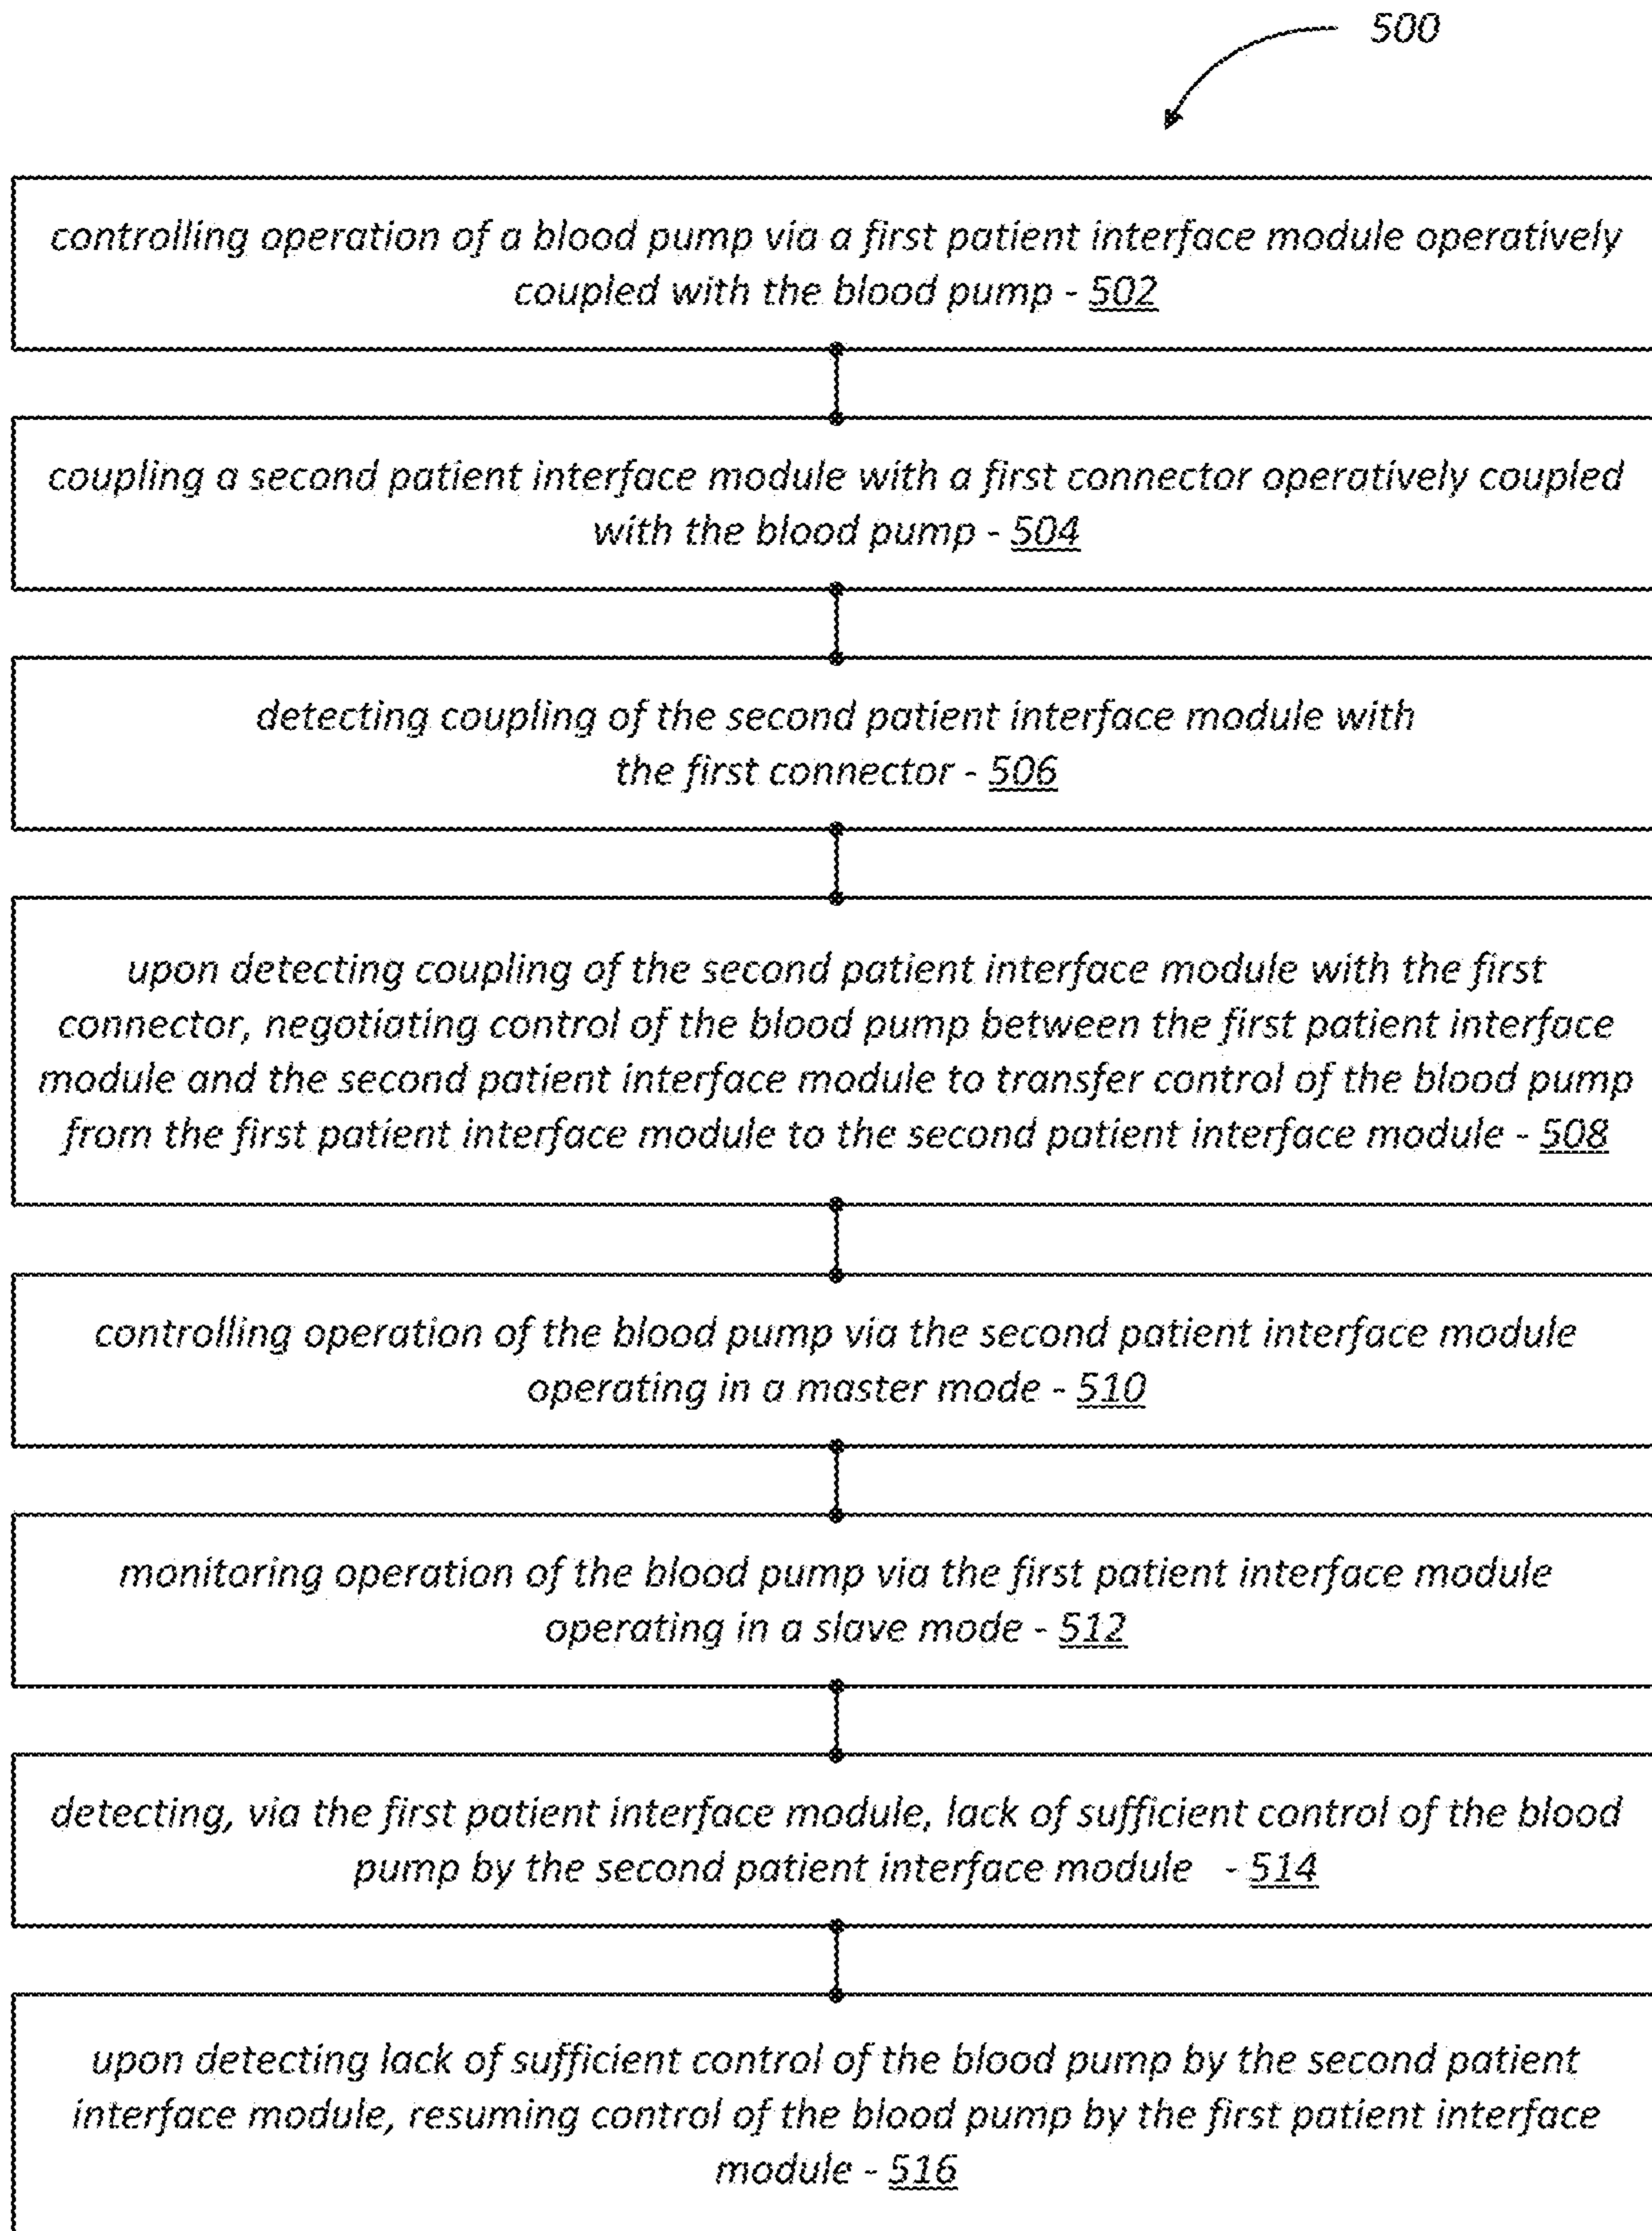 500
controlling operation of a blood pump via a first patient interface module operatively
coupled with the blood pump - 502
coupling a second patient interface module with a first connector operatively coupled
with the blood pump - 504
detecting coupling of the second patient interface module with
the first connector - 506
upon detecting coupling of the second patient interface module with the first
connector, negotiating control of the blood pump between the first patient interface
module and the second patient interface module to transfer control of the blood pump
from the first patient interface module to the second patient interface module - 508
controlling operation of the blood pump via the second patient interface module
operating in a master mode - 510
monitoring operation of the blood pump via the first patient interface module
operating in a slave mode - 512
detecting, via the first patient interface module, lack of sufficient control of the blood
pump by the second patient interface module - 514
upon detecting lack of sufficient control of the blood pump by the second patient
interface module, resuming control of the blood pump by the first patient interface
module - 516